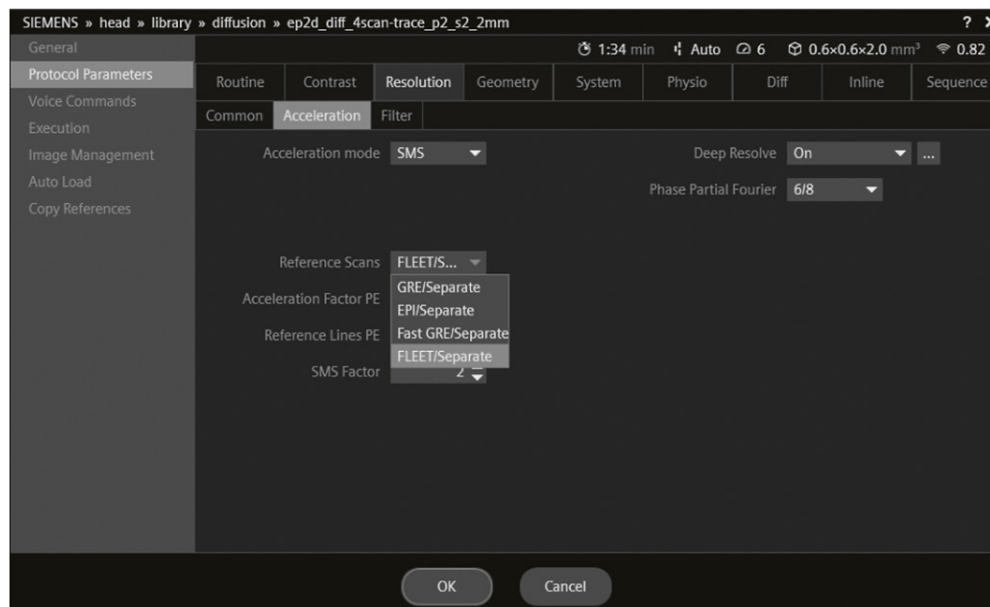 SIEMENS » head » library » diffusion » ep2d_diff_4scan-trace_p2_s2_2mm ?
General
1:34 min Auto 6 0.6×0.6×2.0 mm³ 0.82
Protocol Parameters
Routine Contrast Resolution Geometry System Physio Diff Inline Sequence
Voice Commands
Common Acceleration Filter
Execution
Image Management
Acceleration mode SMS Deep Resolve On ...
Auto Load
Phase Partial Fourier 6/8
Copy References
Reference Scans FLEET/S...
GRE/Separate
Acceleration Factor PE
EPI/Separate
Reference Lines PE Fast GRE/Separate
FLEET/Separate
SMS Factor 2
OK Cancel